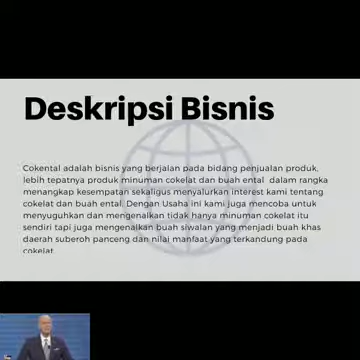 Deskripsi Bisnis
Cokental adalah bisnis yang berjalan pada bidang penjualan produk,
lebih tepatnya produk minuman cokelat dan buah ental dalam rangka
menangkap kesempatan sekaligus menyalurkan interest kami tentang
cokelat dan buah ental. Dengan Usaha ini kami juga mencoba untuk
menyuguhkan dan mengenalkan tidak hanya minuman cokelat itu
sendiri tapi juga mengenalkan buah siwalan yang menjadi buah khas
daerah suberoh panceng dan nilai manfaat yang terkandung pada
cokelat.